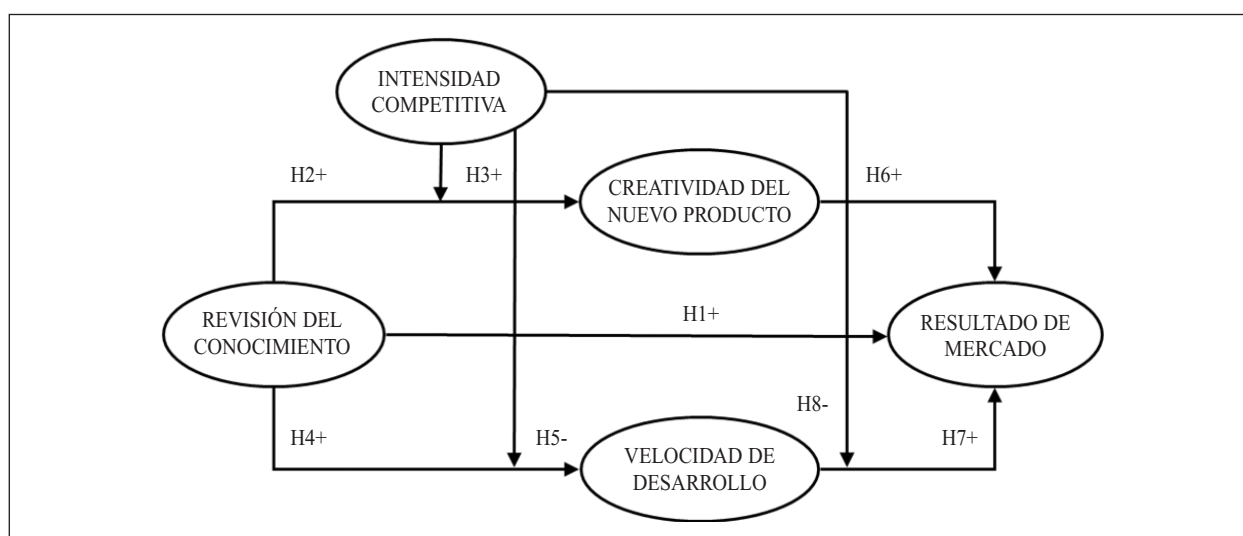 INTENSIDAD
COMPETITIVA
H2+
H3+
CREATIVIDAD DEL
NUEVO PRODUCTO
H6+
REVISIÓN DEL
CONOCIMIENTO
H1+
RESULTADO DE
MERCADO
H4+
H5-
VELOCIDAD DE
DESARROLLO
H8-
H7+